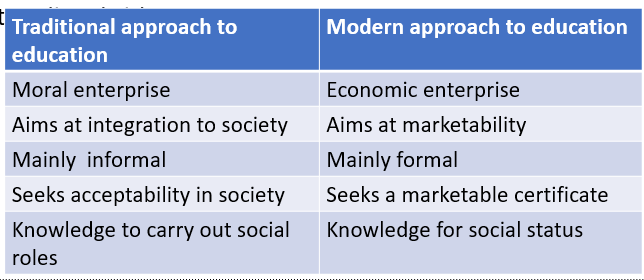 Traditional approach to education
Modern approach to education
Moral enterprise
Economic enterprise
Aims at integration to society
Aims at marketability
Mainly  informal
Mainly formal
Seeks acceptability in society
Seeks a marketable certificate
Knowledge to carry out social roles
Knowledge for social status